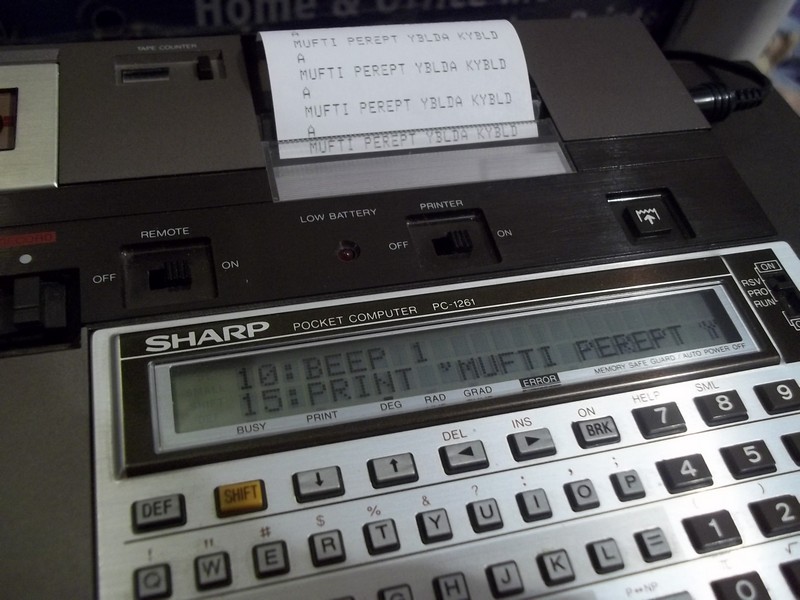 Home &
TAPE COUNTER
A
MUFTI PEREPT YBLDA KYBLD
A
MUFTI PEREPT YBLDA KYBLD
A
MUFTI PEREPT YBLDA KYBLD
A
MUFTI PEREPT YBLDA KYBLD
REMOTE
OFF ON
LOW BATTERY
PRINTER
OFF ON
SHARP POCKET COMPUTER PC-1261
RSV
PRO
RUN
10:BEEP 1
15:PRINT "MUFTI PEREPT Y
BUSY PRINT DEG RAD GRAD ERROR MEMORY SAFE GUARD / AUTO POWER OFF
DEL INS ON HELP SML
DEF SHIFT ↓ ↑ ◄ ► BRK 7 8 9
! " # $ % & ? : , ;
Q W E R T Y U I O P 4 5
H J K L = 1 2
P↔NP √
0